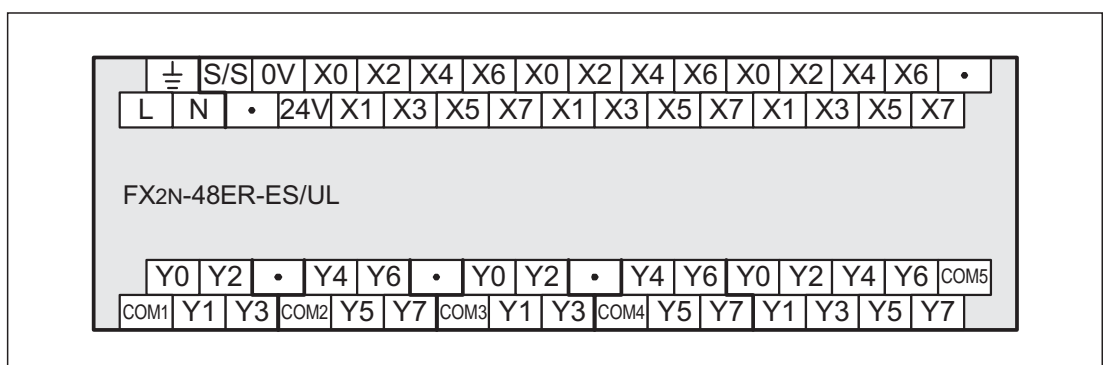 ⏚ S/S 0V X0 X2 X4 X6 X0 X2 X4 X6 X0 X2 X4 X6 •
L N • 24V X1 X3 X5 X7 X1 X3 X5 X7 X1 X3 X5 X7
FX2N-48ER-ES/UL
Y0 Y2 • Y4 Y6 • Y0 Y2 • Y4 Y6 Y0 Y2 Y4 Y6 COM5
COM1 Y1 Y3 COM2 Y5 Y7 COM3 Y1 Y3 COM4 Y5 Y7 Y1 Y3 Y5 Y7